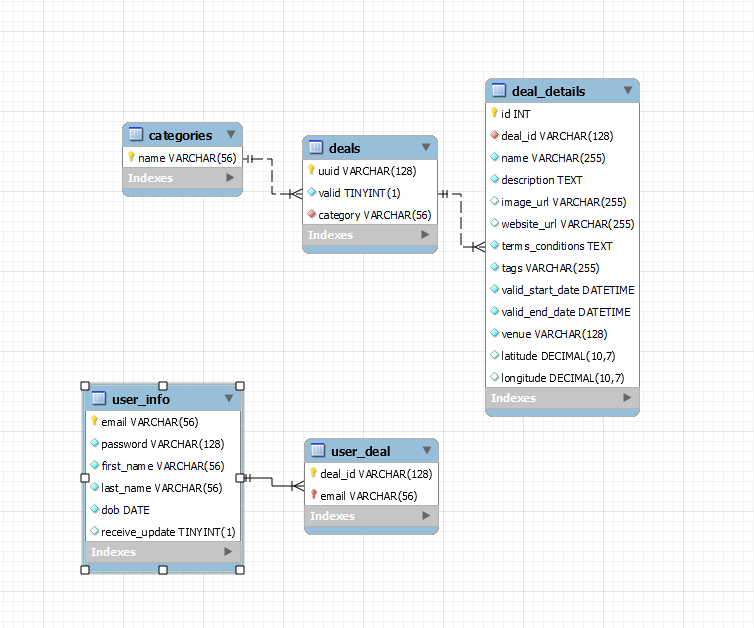 categories
name VARCHAR(56)
Indexes
deals
uuid VARCHAR(128)
valid TINYINT(1)
category VARCHAR(56)
Indexes
deal_details
id INT
deal_id VARCHAR(128)
name VARCHAR(255)
description TEXT
image_url VARCHAR(255)
website_url VARCHAR(255)
terms_conditions TEXT
tags VARCHAR(255)
valid_start_date DATETIME
valid_end_date DATETIME
venue VARCHAR(128)
latitude DECIMAL(10,7)
longitude DECIMAL(10,7)
Indexes
user_info
email VARCHAR(56)
password VARCHAR(128)
first_name VARCHAR(56)
last_name VARCHAR(56)
dob DATE
receive_update TINYINT(1)
Indexes
user_deal
deal_id VARCHAR(128)
email VARCHAR(56)
Indexes